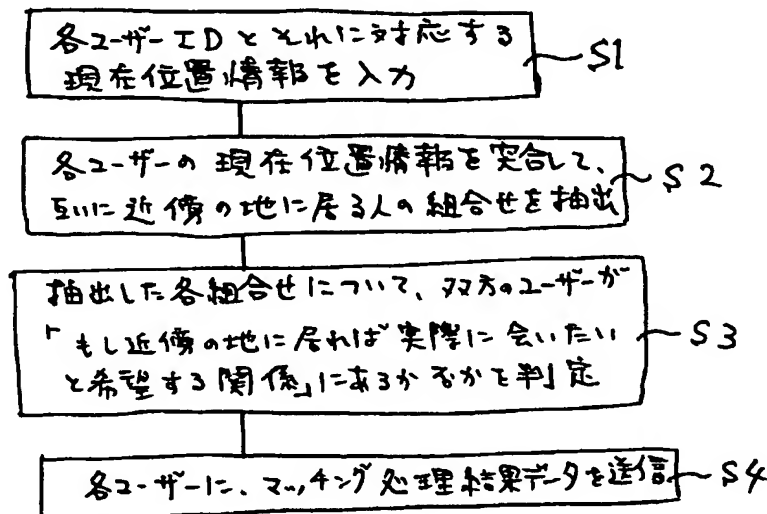 各ユーザーIDとそれに対応する
現在位置情報を入力
S1
各ユーザーの現在位置情報を突合して、
互いに近傍の地に居る人の組合せを抽出
S2
抽出した各組合せについて、双方のユーザーが
「もし近傍の地に居れば実際に会いたい
と希望する関係」にあるか否かを判定
S3
各ユーザーに、マッチング処理結果データを送信
S4